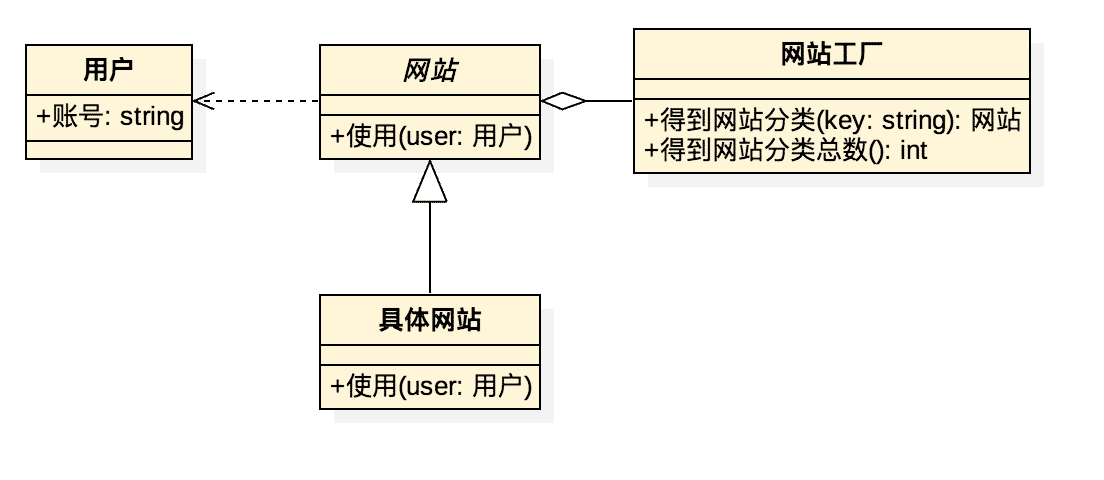 用户
+账号: string
网站
+使用(user: 用户)
网站工厂
+得到网站分类(key: string): 网站
+得到网站分类总数(): int
具体网站
+使用(user: 用户)